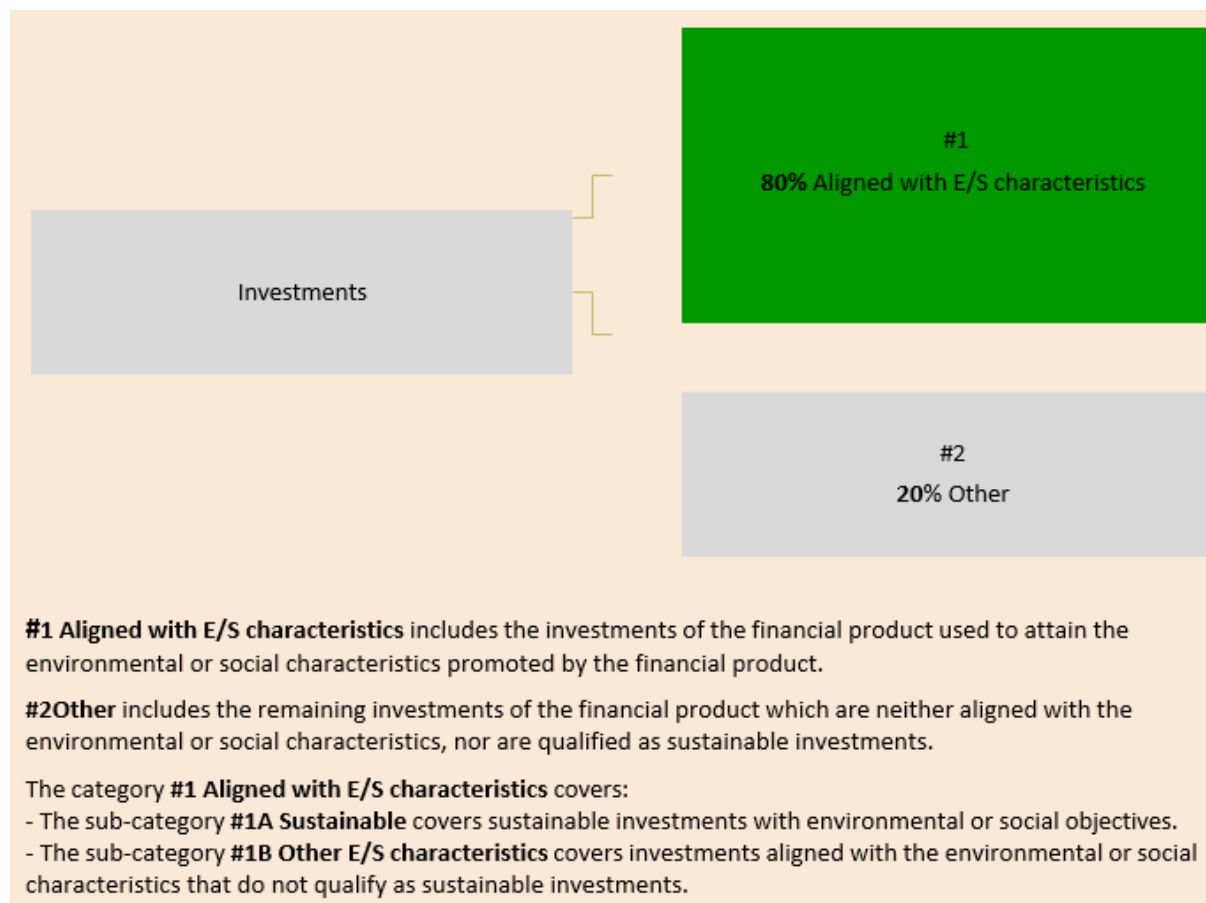 #1
80% Aligned with E/S characteristics
Investments
#2
20% Other
#1 Aligned with E/S characteristics includes the investments of the financial product used to attain the
environmental or social characteristics promoted by the financial product.
#2Other includes the remaining investments of the financial product which are neither aligned with the
environmental or social characteristics, nor are qualified as sustainable investments.
The category #1 Aligned with E/S characteristics covers:
- The sub-category #1A Sustainable covers sustainable investments with environmental or social objectives.
- The sub-category #1B Other E/S characteristics covers investments aligned with the environmental or social
characteristics that do not qualify as sustainable investments.